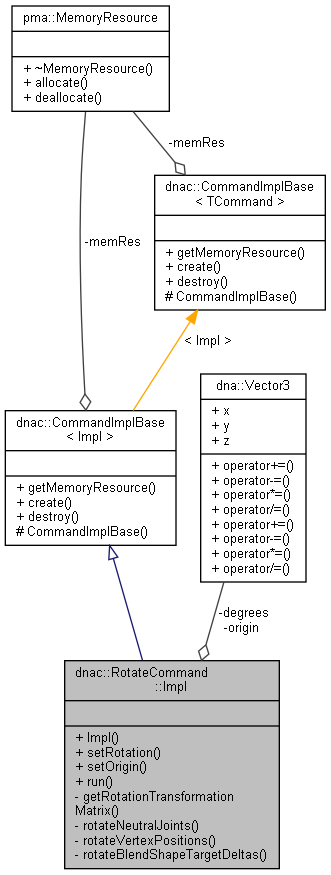 pma::MemoryResource
+ ~MemoryResource()
+ allocate()
+ deallocate()
-memRes
dnac::CommandImplBase
< TCommand >
+ getMemoryResource()
+ create()
+ destroy()
# CommandImplBase()
-memRes
< Impl >
dnac::CommandImplBase
< Impl >
+ getMemoryResource()
+ create()
+ destroy()
# CommandImplBase()
dna::Vector3
+ x
+ y
+ z
+ operator+=()
+ operator-=()
+ operator*=()
+ operator/=()
+ operator+=()
+ operator-=()
+ operator*=()
+ operator/=()
-degrees
-origin
dnac::RotateCommand
::Impl
+ Impl()
+ setRotation()
+ setOrigin()
+ run()
- getRotationTransformation
Matrix()
- rotateNeutralJoints()
- rotateVertexPositions()
- rotateBlendShapeTargetDeltas()